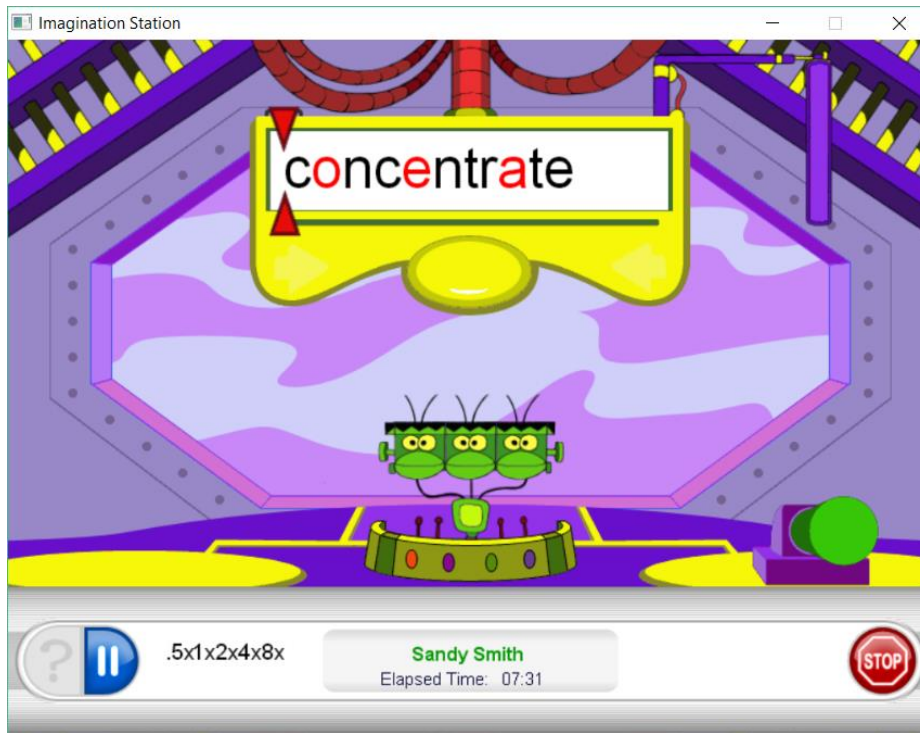 Imagination Station
concentrate
?
.5x1x2x4x8x
Sandy Smith
Elapsed Time: 07:31
STOP